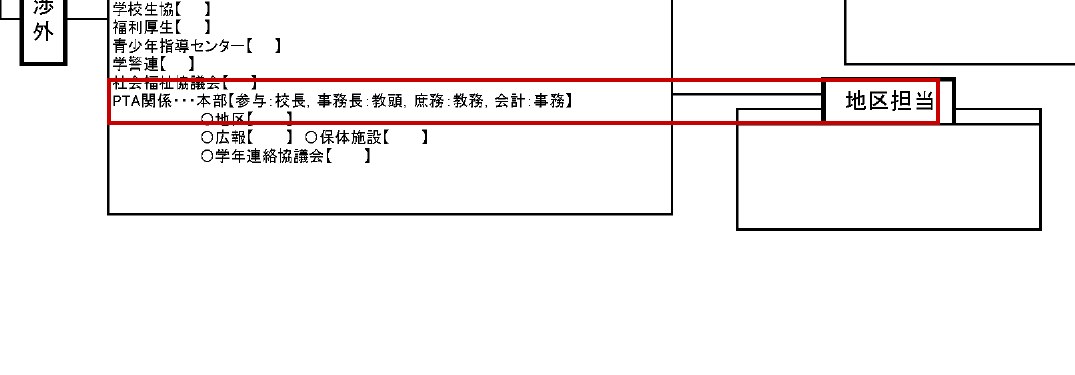 渉
外
学校生協【　】
福利厚生【　】
青少年指導センター【　】
学警連【　】
社会福祉協議会【　】
PTA関係・・・本部【参与:校長, 事務長:教頭, 庶務:教務, 会計:事務】
地区担当
○地区【　】
○広報【　】 ○保体施設【　】
○学年連絡協議会【　】